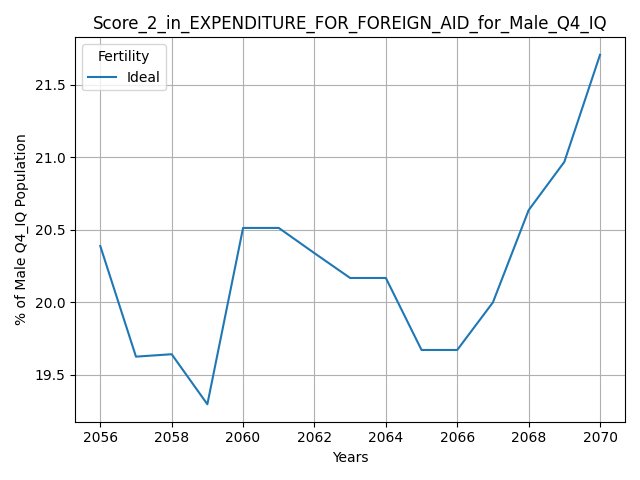 Score_2_in_EXPENDITURE_FOR_FOREIGN_AID_for_Male_Q4_IQ
Fertility
Ideal
21.5
21.0
20.5
20.0
19.5
% of Male Q4_IQ Population
2056 2058 2060 2062 2064 2066 2068 2070
Years